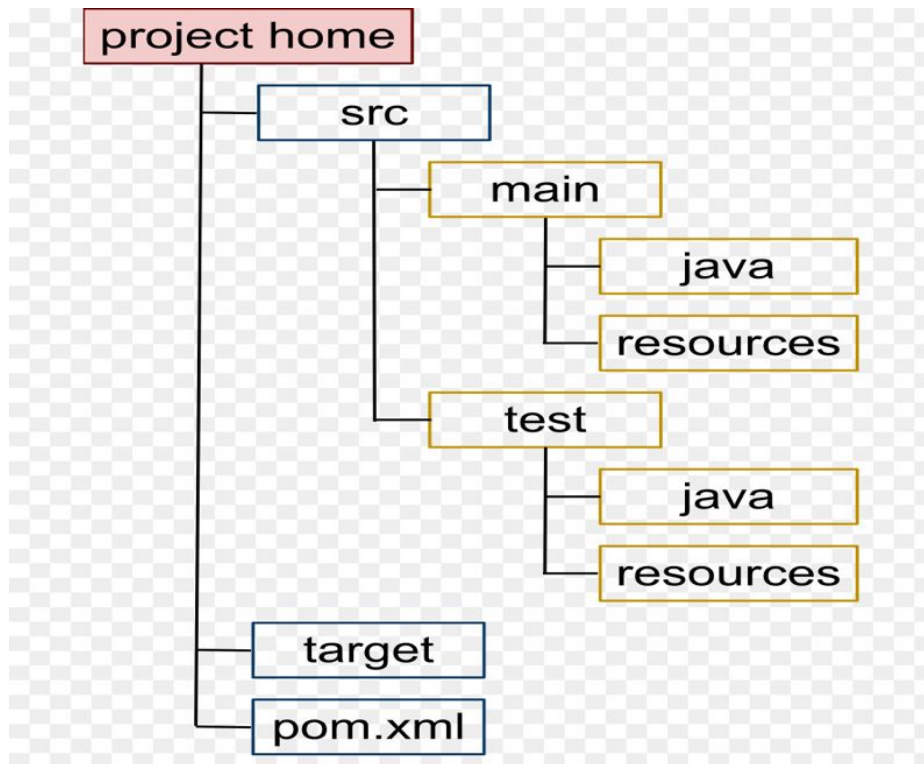 project home
src
main
java
resources
test
java
resources
target
pom.xml